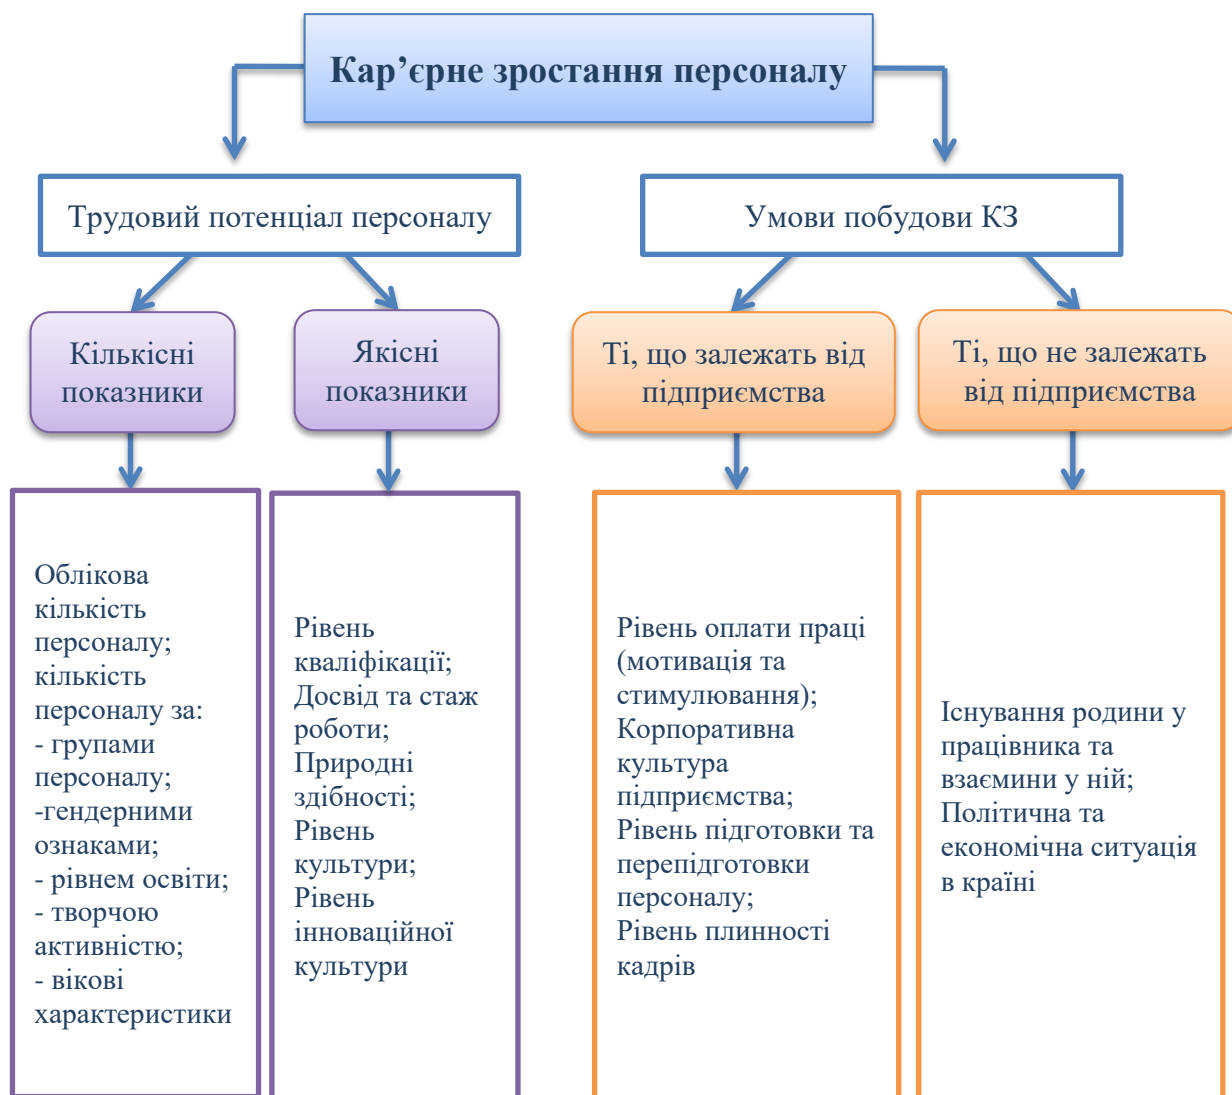 Кар’єрне зростання персоналу
Трудовий потенціал персоналу
Умови побудови КЗ
Кількісні
показники
Якісні
показники
Ті, що залежать від
підприємства
Ті, що не залежать
від підприємства
Облікова
кількість
персоналу;
кількість
персоналу за:
- групами
персоналу;
-гендерними
ознаками;
- рівнем освіти;
- творчою
активністю;
- вікові
характеристики
Рівень
кваліфікації;
Досвід та стаж
роботи;
Природні
здібності;
Рівень
культури;
Рівень
інноваційної
культури
Рівень оплати праці
(мотивація та
стимулювання);
Корпоративна
культура
підприємства;
Рівень підготовки та
перепідготовки
персоналу;
Рівень плинності
кадрів
Існування родини у
працівника та
взаємини у ній;
Політична та
економічна ситуація
в країні